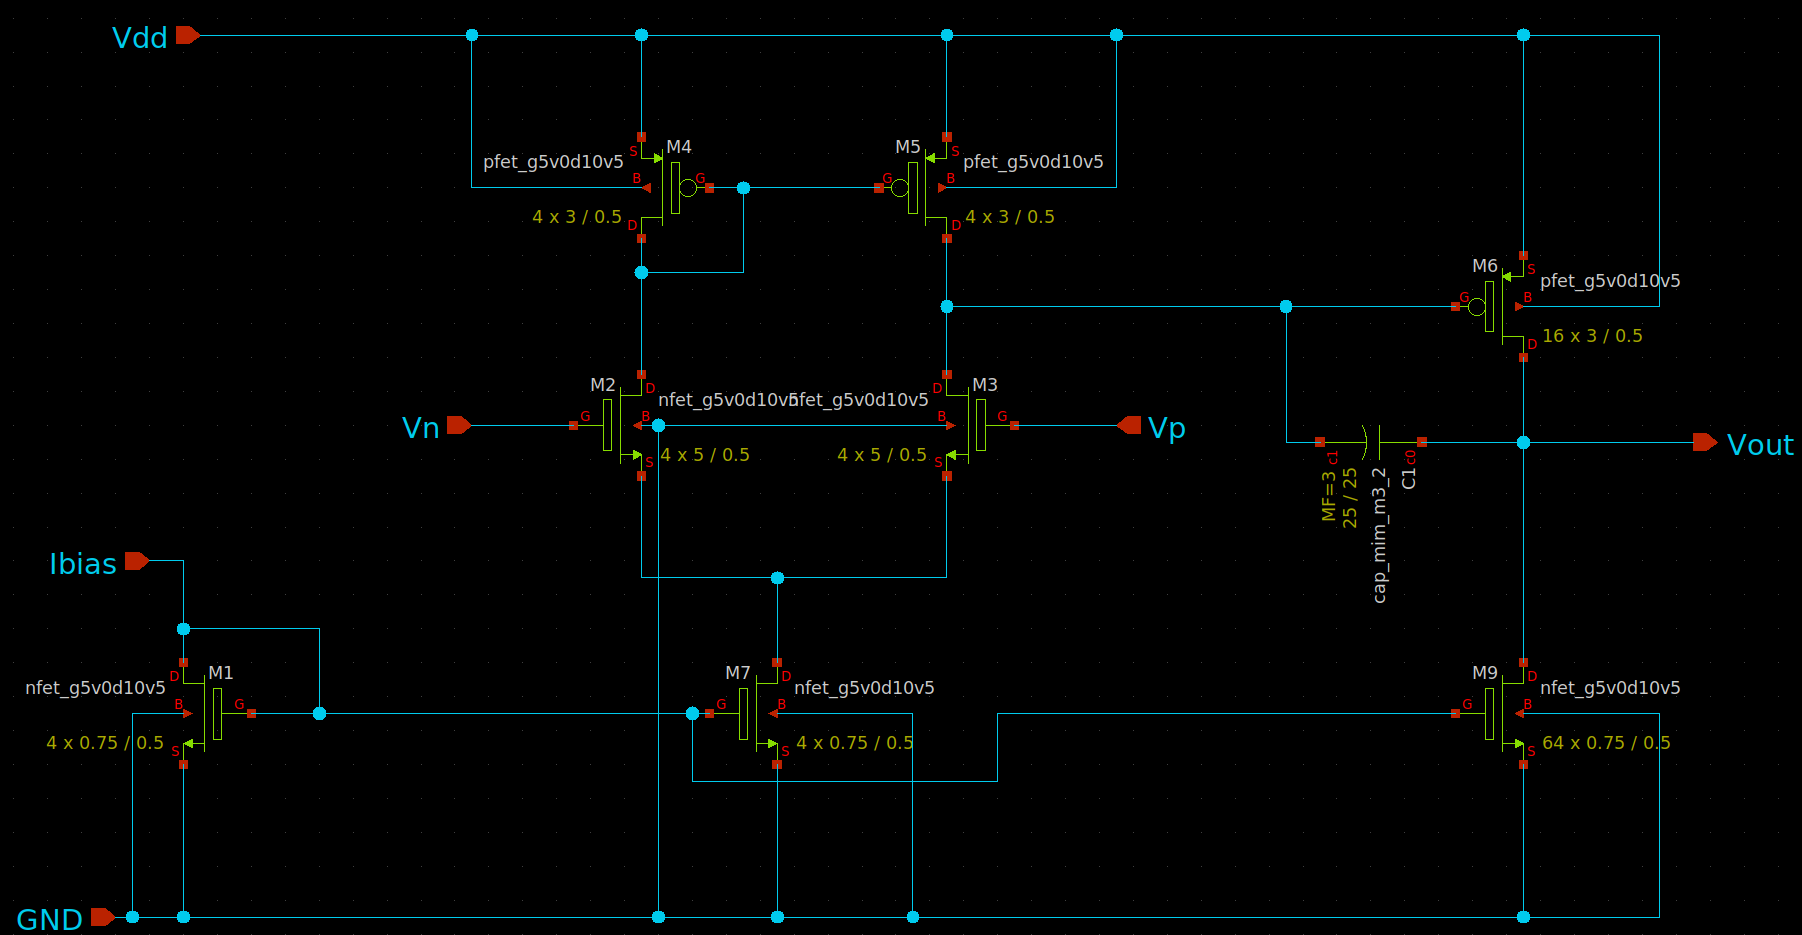 Vdd
S
M4
pfet_g5v0d10v5
B
G
4 x 3 / 0.5
D
M5
S
pfet_g5v0d10v5
G
B
4 x 3 / 0.5
D
M6
S
pfet_g5v0d10v5
G
B
16 x 3 / 0.5
D
M2
D
nfet_g5v0d10v5
Vn
G
B
4 x 5 / 0.5
S
M3
D
nfet_g5v0d10v5
B
G
Vp
4 x 5 / 0.5
S
c1
c0
MF=3
25 / 25
cap_mim_m3_2
C1
Vout
Ibias
M1
D
nfet_g5v0d10v5
B
G
4 x 0.75 / 0.5
S
M7
D
nfet_g5v0d10v5
G
B
4 x 0.75 / 0.5
S
M9
D
nfet_g5v0d10v5
G
B
64 x 0.75 / 0.5
S
GND